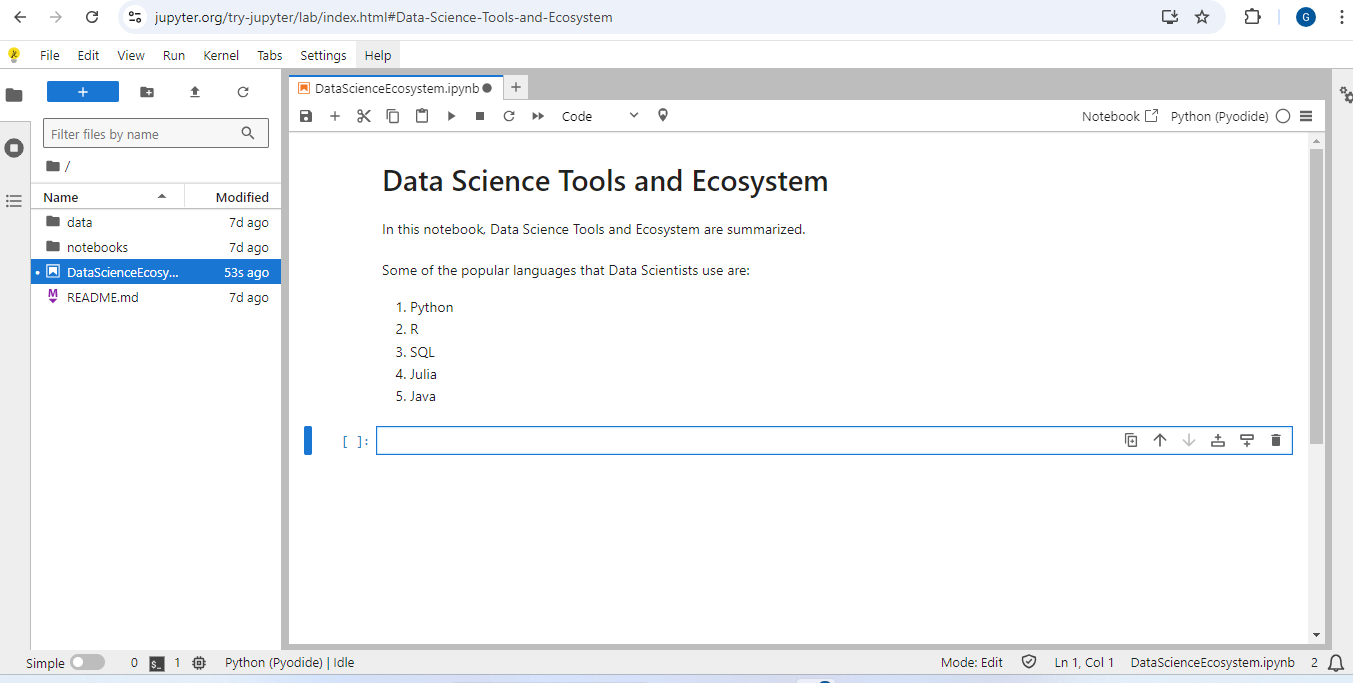 jupyter.org/try-jupyter/lab/index.html#Data-Science-Tools-and-Ecosystem
G
File Edit View Run Kernel Tabs Settings Help
DataScienceEcosystem.ipynb
Code
Notebook
Python (Pyodide)
Filter files by name
/
Name Modified
data 7d ago
notebooks 7d ago
DataScienceEcosy... 53s ago
README.md 7d ago
Data Science Tools and Ecosystem
In this notebook, Data Science Tools and Ecosystem are summarized.
Some of the popular languages that Data Scientists use are:
1. Python
2. R
3. SQL
4. Julia
5. Java
[ ]:
Simple 0 $_ 1 Python (Pyodide) | Idle Mode: Edit Ln 1, Col 1 DataScienceEcosystem.ipynb 2